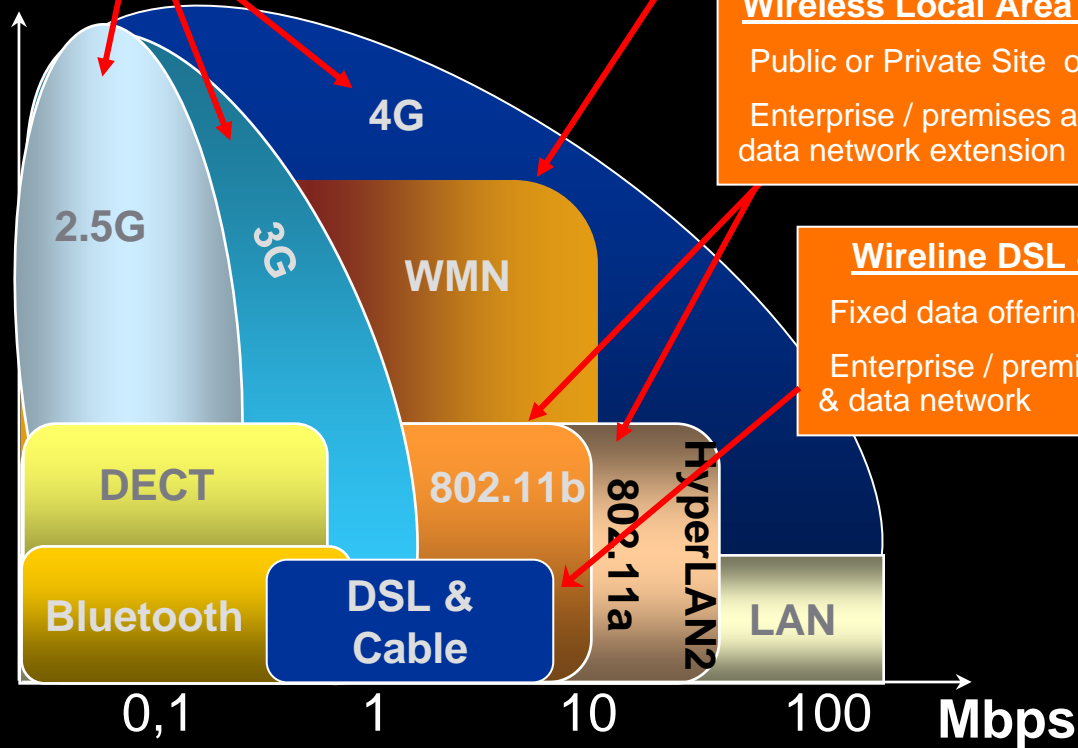 Wireless Local Area
Public or Private Site
Enterprise / premises
data network extension
4G
2.5G
3G
WMN
Wireline DSL
Fixed data
Enterprise /
& data network
DECT
802.11b
802.11a
HyperLAN2
Bluetooth
DSL &
Cable
LAN
0,1 1 10 100 Mbps